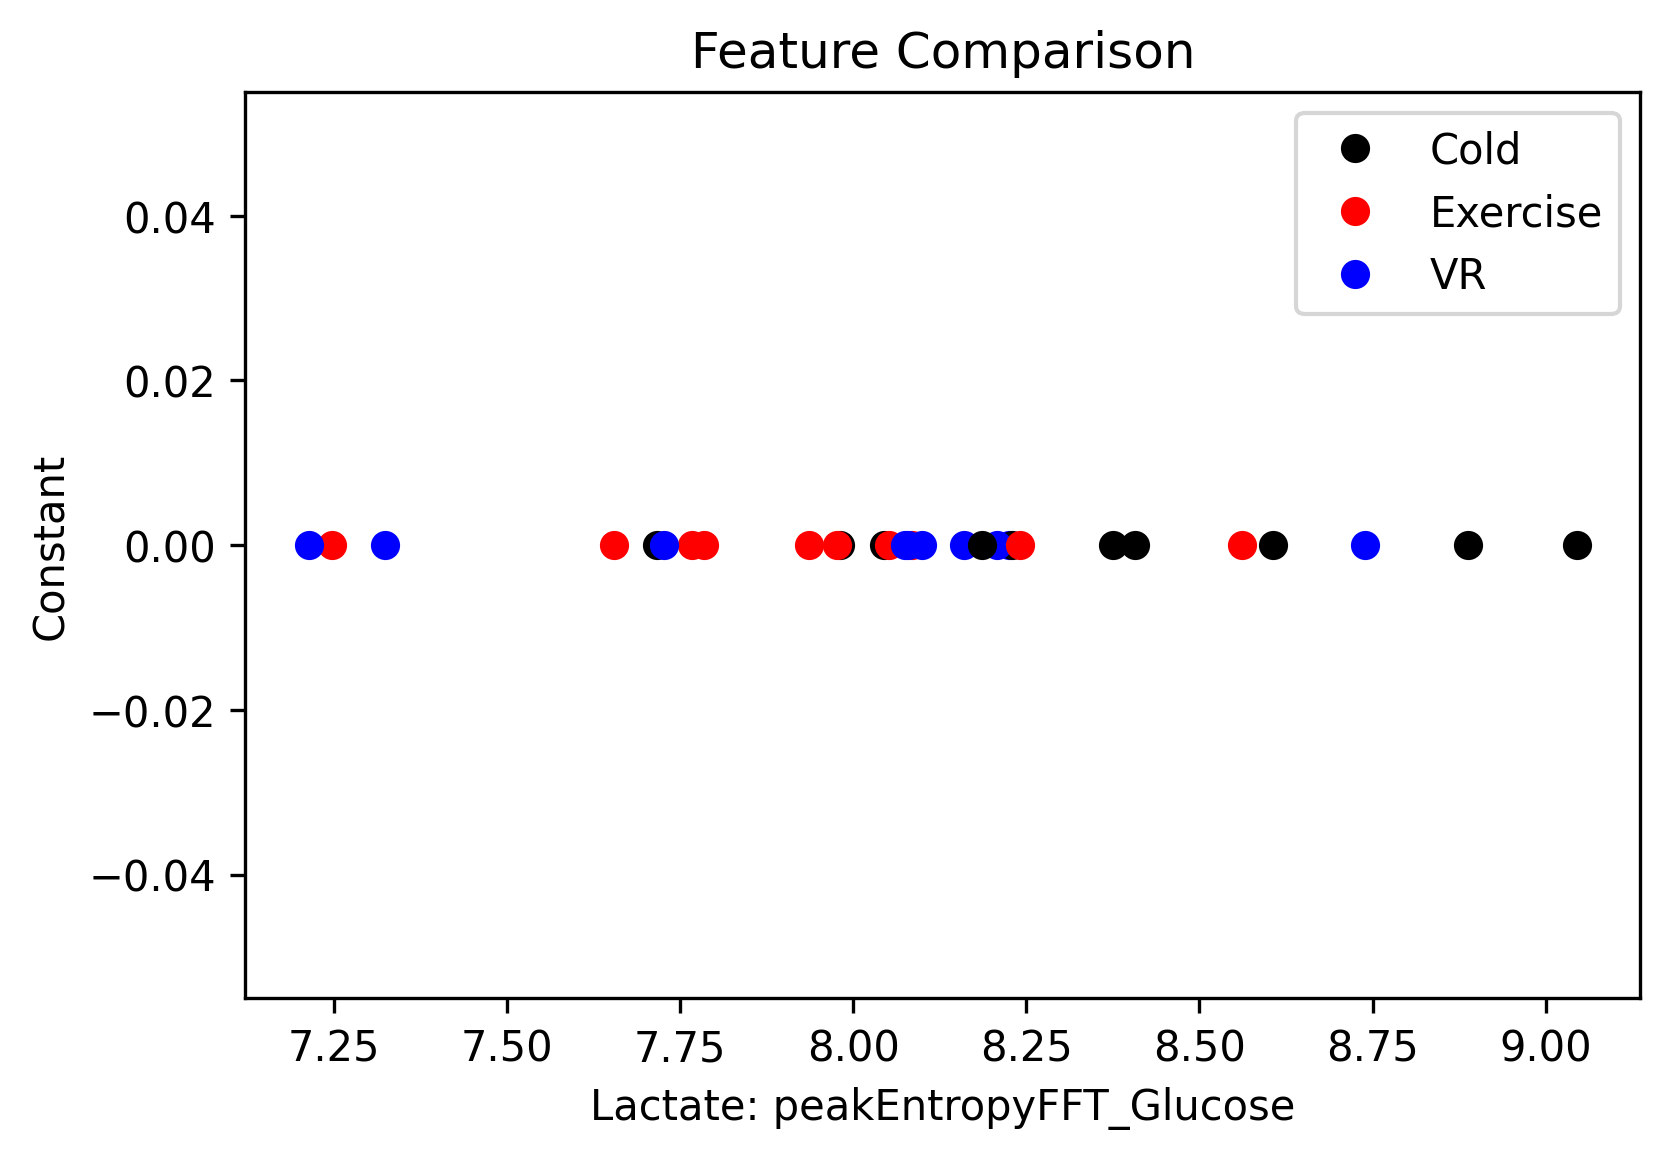 Feature Comparison
Cold
Exercise
VR
0.04
0.02
0.00
−0.02
−0.04
Constant
7.25 7.50 7.75 8.00 8.25 8.50 8.75 9.00
Lactate: peakEntropyFFT_Glucose